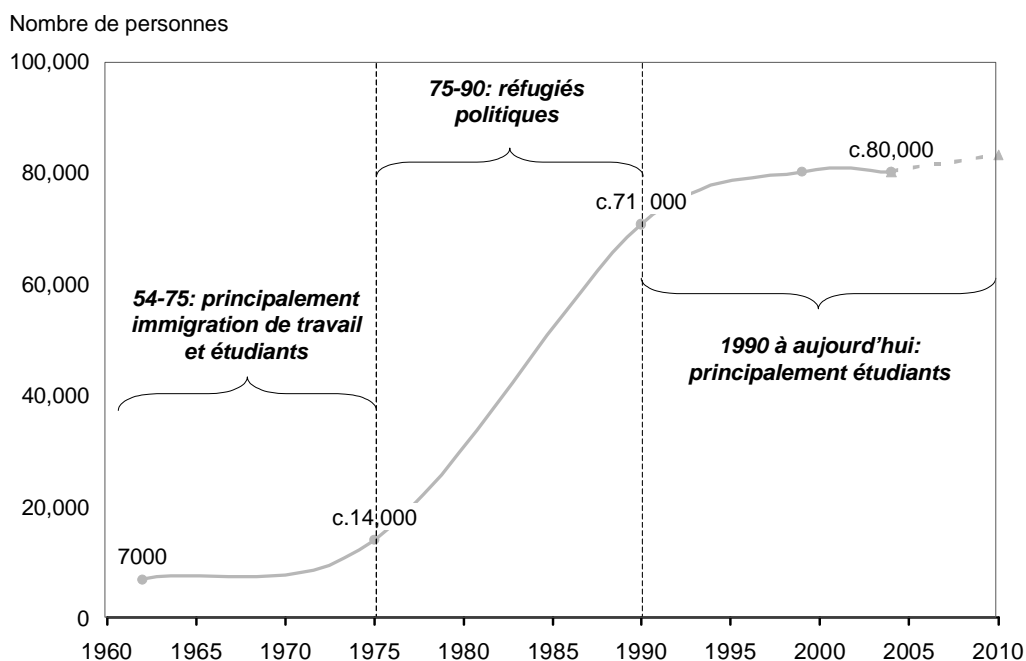 Nombre de personnes
100,000
75-90: réfugiés
politiques
c.80,000
80,000
c.71 000
60,000
54-75: principalement
immigration de travail
et étudiants
1990 à aujourd’hui:
principalement étudiants
40,000
20,000
c.14,000
7000
0
1960 1965 1970 1975 1980 1985 1990 1995 2000 2005 2010